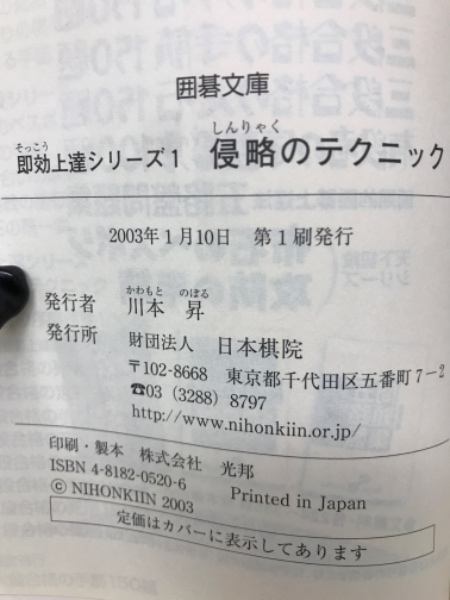 囲碁文庫
そっこう
しんりゃく
即効上達シリーズ1 侵略のテクニック
2003年1月10日 第1刷発行
かわもと のぼる
発行者 川本 昇
発行所 財団法人 日本棋院
〒102-8668 東京都千代田区五番町7-2
☎03 (3288) 8797
http://www.nihonkiin.or.jp/
印刷・製本 株式会社 光邦
ISBN 4-8182-0520-6
© NIHONKIIN 2003 Printed in Japan
定価はカバーに表示してあります